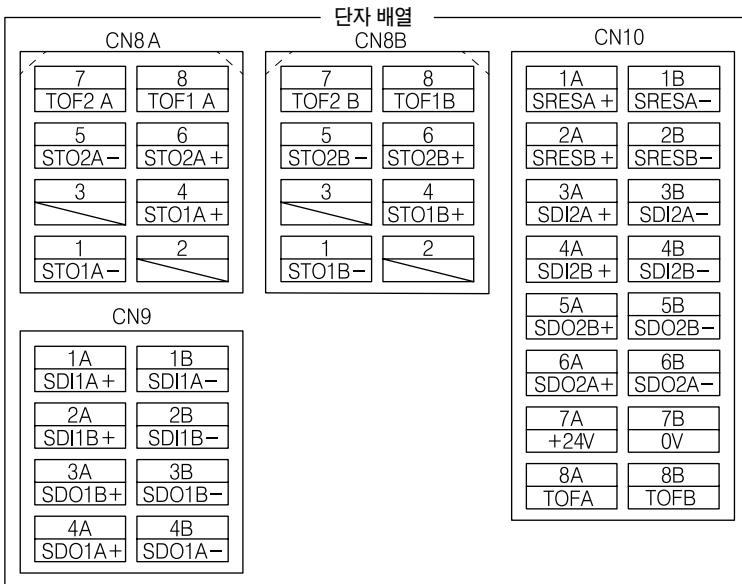 단자 배열
CN8A
7 8
TOF2 A TOF1 A
5 6
STO2A− STO2A+
3 4
STO1A+
1 2
STO1A−
CN8B
7 8
TOF2 B TOF1B
5 6
STO2B− STO2B+
3 4
STO1B+
1 2
STO1B−
CN9
1A 1B
SDI1A+ SDI1A−
2A 2B
SDI1B+ SDI1B−
3A 3B
SDO1B+ SDO1B−
4A 4B
SDO1A+ SDO1A−
CN10
1A 1B
SRESA+ SRESA−
2A 2B
SRESB+ SRESB−
3A 3B
SDI2A+ SDI2A−
4A 4B
SDI2B+ SDI2B−
5A 5B
SDO2B+ SDO2B−
6A 6B
SDO2A+ SDO2A−
7A 7B
+24V 0V
8A 8B
TOFA TOFB